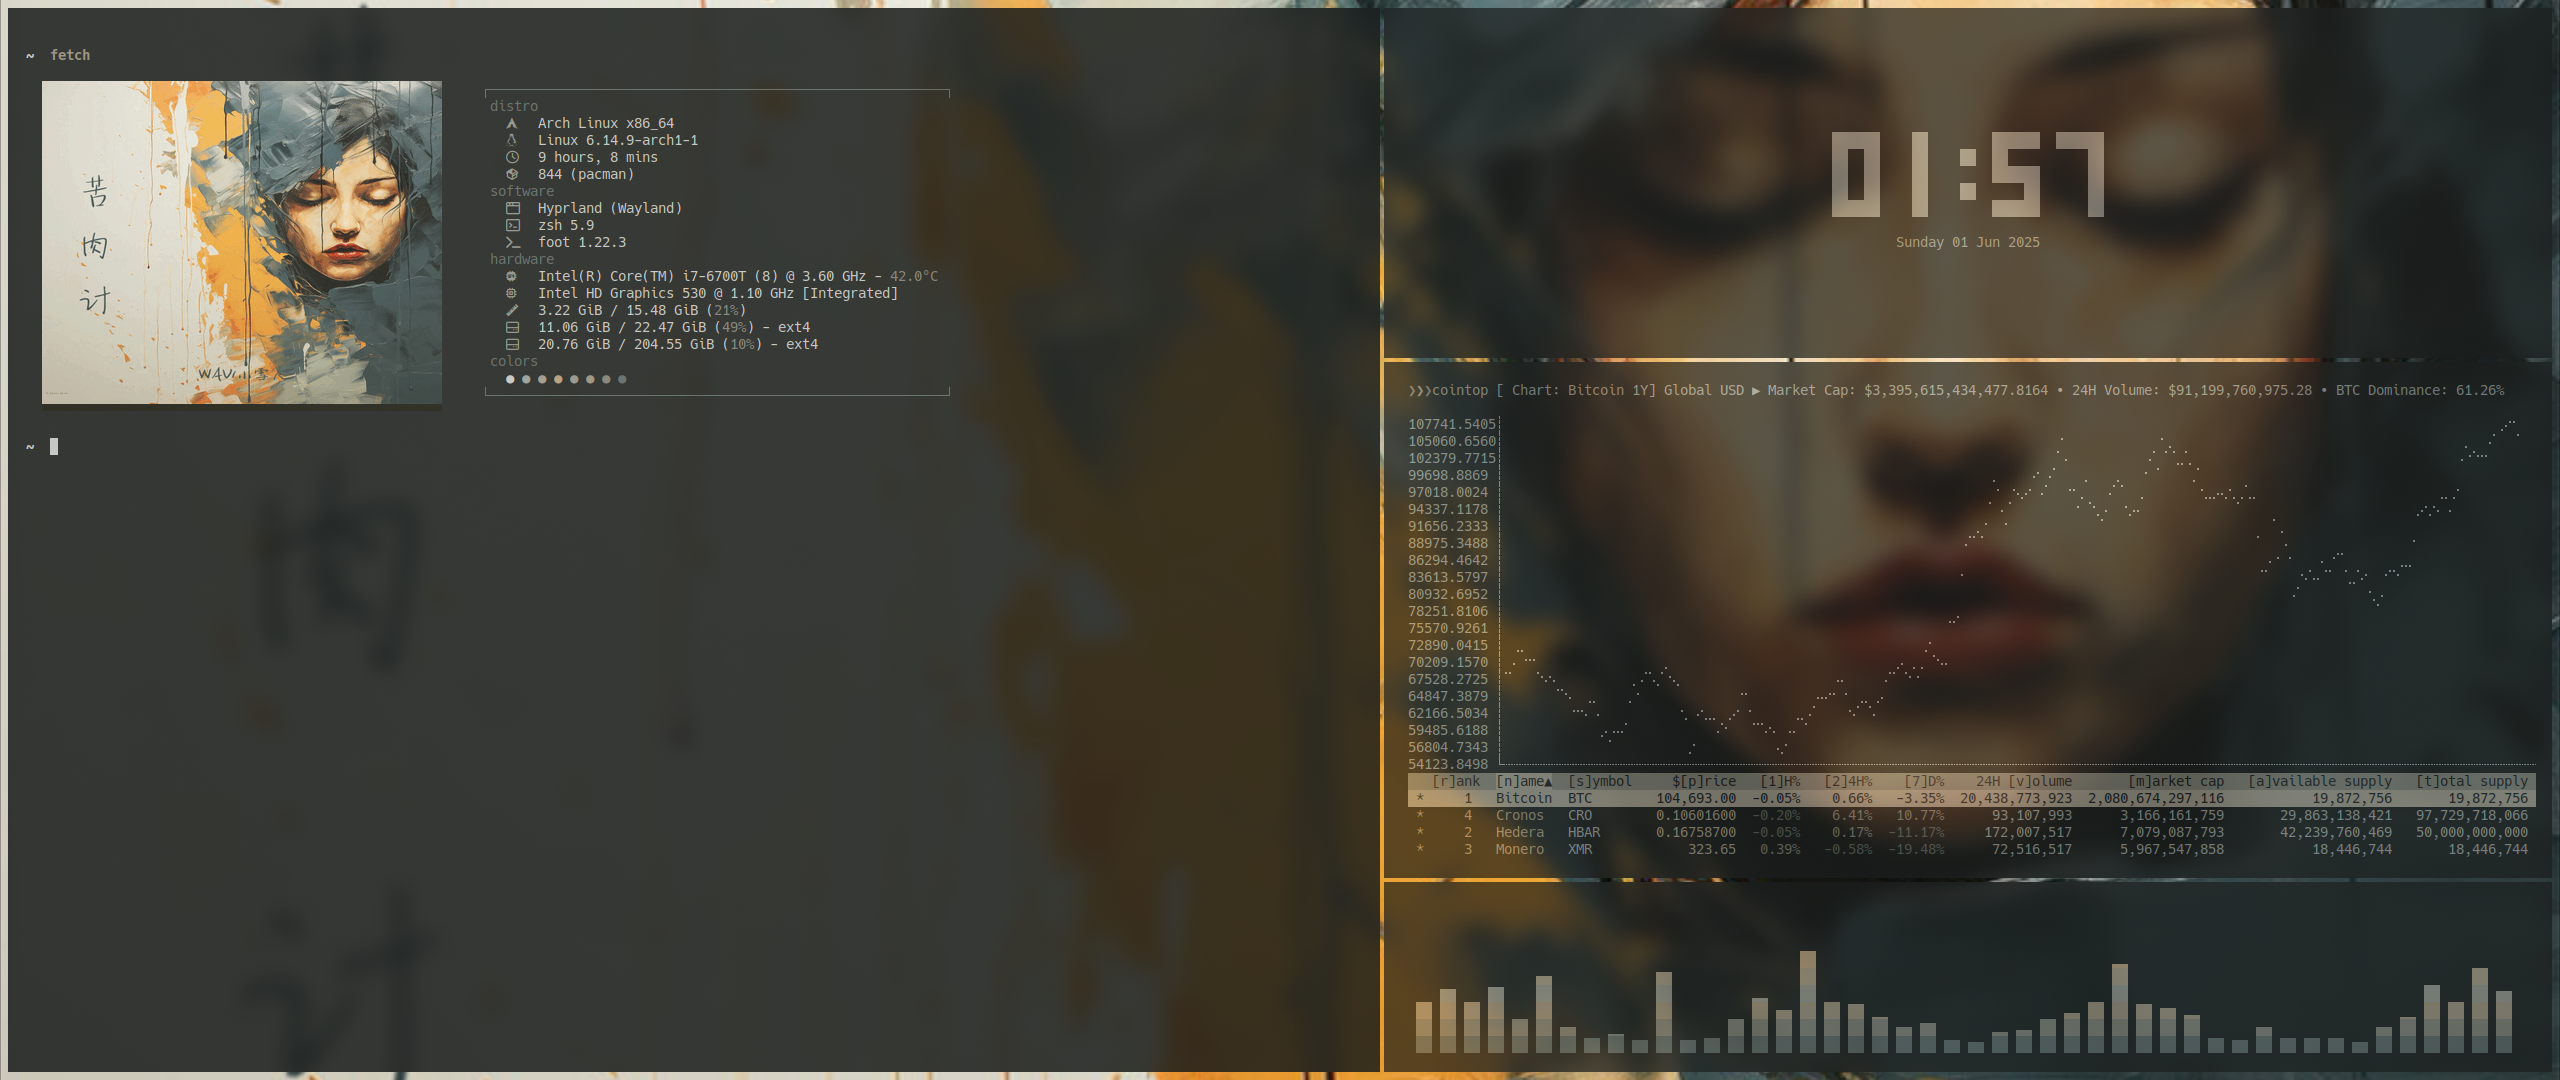 ~ fetch
苦
肉
计
distro
Arch Linux x86_64
Linux 6.14.9-arch1-1
9 hours, 8 mins
844 (pacman)
software
Hyprland (Wayland)
zsh 5.9
foot 1.22.3
hardware
Intel(R) Core(TM) i7-6700T (8) @ 3.60 GHz - 42.0°C
Intel HD Graphics 530 @ 1.10 GHz [Integrated]
3.22 GiB / 15.48 GiB (21%)
11.06 GiB / 22.47 GiB (49%) - ext4
20.76 GiB / 204.55 GiB (10%) - ext4
colors
~
肉
计
01:57
Sunday 01 Jun 2025
❯❯❯cointop [ Chart: Bitcoin 1Y] Global USD ▶ Market Cap: $3,395,615,434,477.8164 • 24H Volume: $91,199,760,975.28 • BTC Dominance: 61.26%
107741.5405
105060.6560
102379.7715
99698.8869
97018.0024
94337.1178
91656.2333
88975.3488
86294.4642
83613.5797
80932.6952
78251.8106
75570.9261
72890.0415
70209.1570
67528.2725
64847.3879
62166.5034
59485.6188
56804.7343
54123.8498
[r]ank [n]ame▲ [s]ymbol $[p]rice [1]H% [2]4H% [7]D% 24H [v]olume [m]arket cap [a]vailable supply [t]otal supply
* 1 Bitcoin BTC 104,693.00 -0.05% 0.66% -3.35% 20,438,773,923 2,080,674,297,116 19,872,756 19,872,756
* 4 Cronos CRO 0.10601600 -0.20% 6.41% 10.77% 93,107,993 3,166,161,759 29,863,138,421 97,729,718,066
* 2 Hedera HBAR 0.16758700 -0.05% 0.17% -11.17% 172,007,517 7,079,087,793 42,239,760,469 50,000,000,000
* 3 Monero XMR 323.65 0.39% -0.58% -19.48% 72,516,517 5,967,547,858 18,446,744 18,446,744